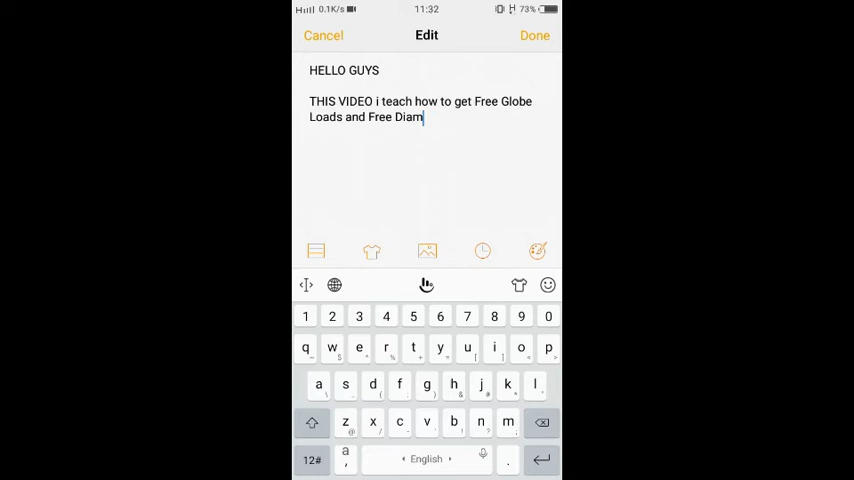 0.1K/s 11:32 H 73%
Cancel Edit Done
HELLO GUYS
THIS VIDEO i teach how to get Free Globe
Loads and Free Diam
1 2 3 4 5 6 7 8 9 0
q w e r t y u i o p
a s d f g h j k l
z x c v b n m
12# , English .